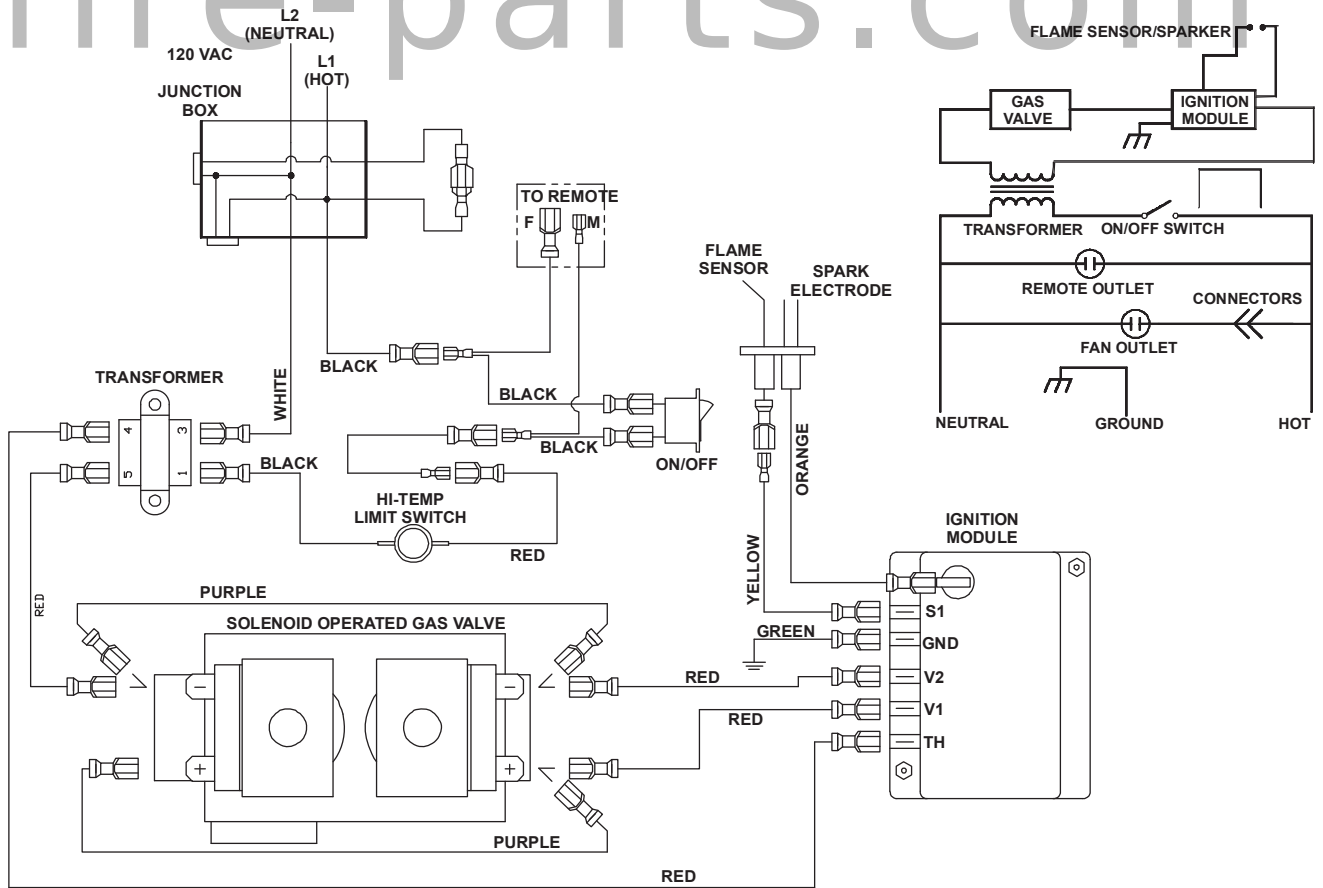 ire-parts.com
L2
(NEUTRAL)
120 VAC
L1
(HOT)
JUNCTION
BOX
TO REMOTE
F
M
BLACK
BLACK
BLACK
ON/OFF
TRANSFORMER
WHITE
4
3
5
1
BLACK
HI-TEMP
LIMIT SWITCH
RED
RED
FLAME
SENSOR
SPARK
ELECTRODE
ORANGE
YELLOW
GREEN
IGNITION
MODULE
S1
GND
V2
V1
TH
PURPLE
SOLENOID OPERATED GAS VALVE
−
−
+
+
RED
RED
PURPLE
RED
FLAME SENSOR/SPARKER
GAS
VALVE
IGNITION
MODULE
TRANSFORMER
ON/OFF SWITCH
REMOTE OUTLET
CONNECTORS
FAN OUTLET
NEUTRAL
GROUND
HOT